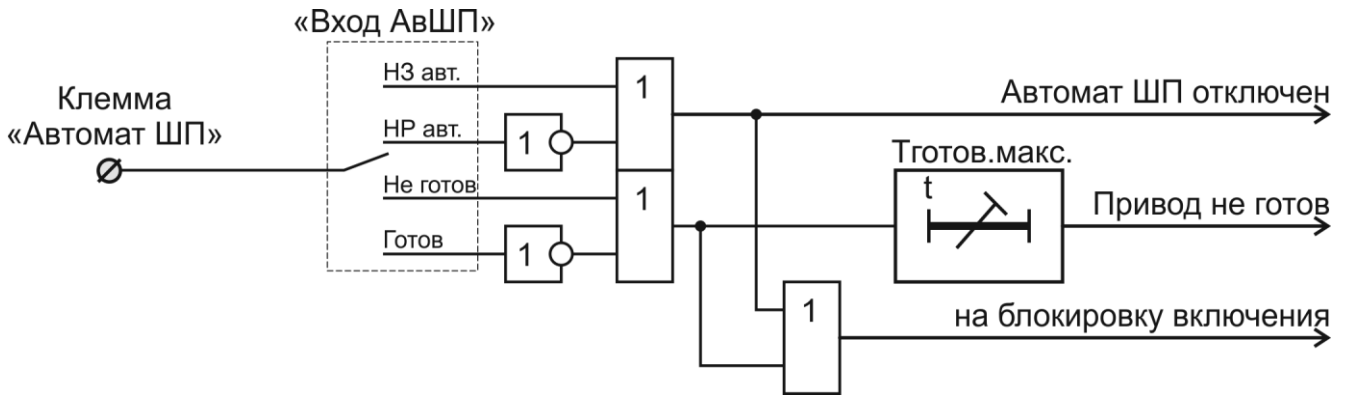 «Вход АвШП»
Клемма
«Автомат ШП»
НЗ авт.
НР авт.
Не готов
Готов
1
1
1
1
Автомат ШП отключен
Тготов.макс.
t
Привод не готов
1
на блокировку включения